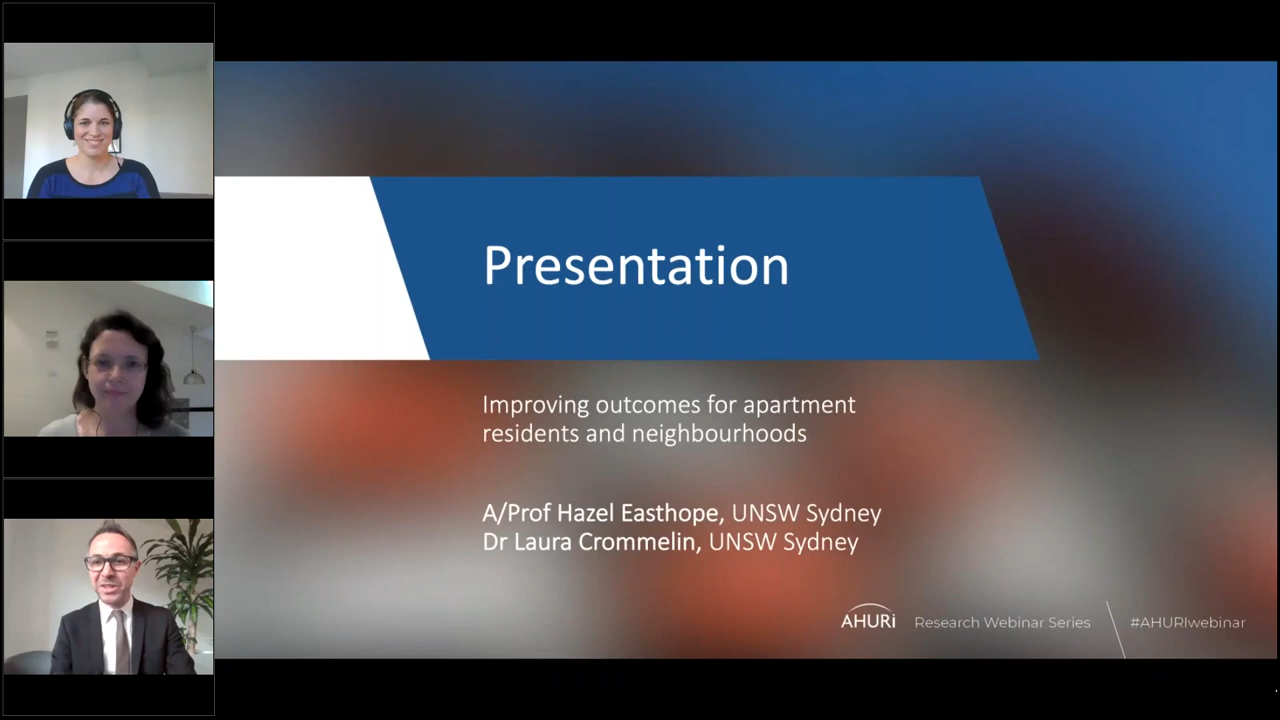 Presentation
Improving outcomes for apartment
residents and neighbourhoods
A/Prof Hazel Easthope, UNSW Sydney
Dr Laura Crommelin, UNSW Sydney
AHURI Research Webinar Series #AHURIwebinar